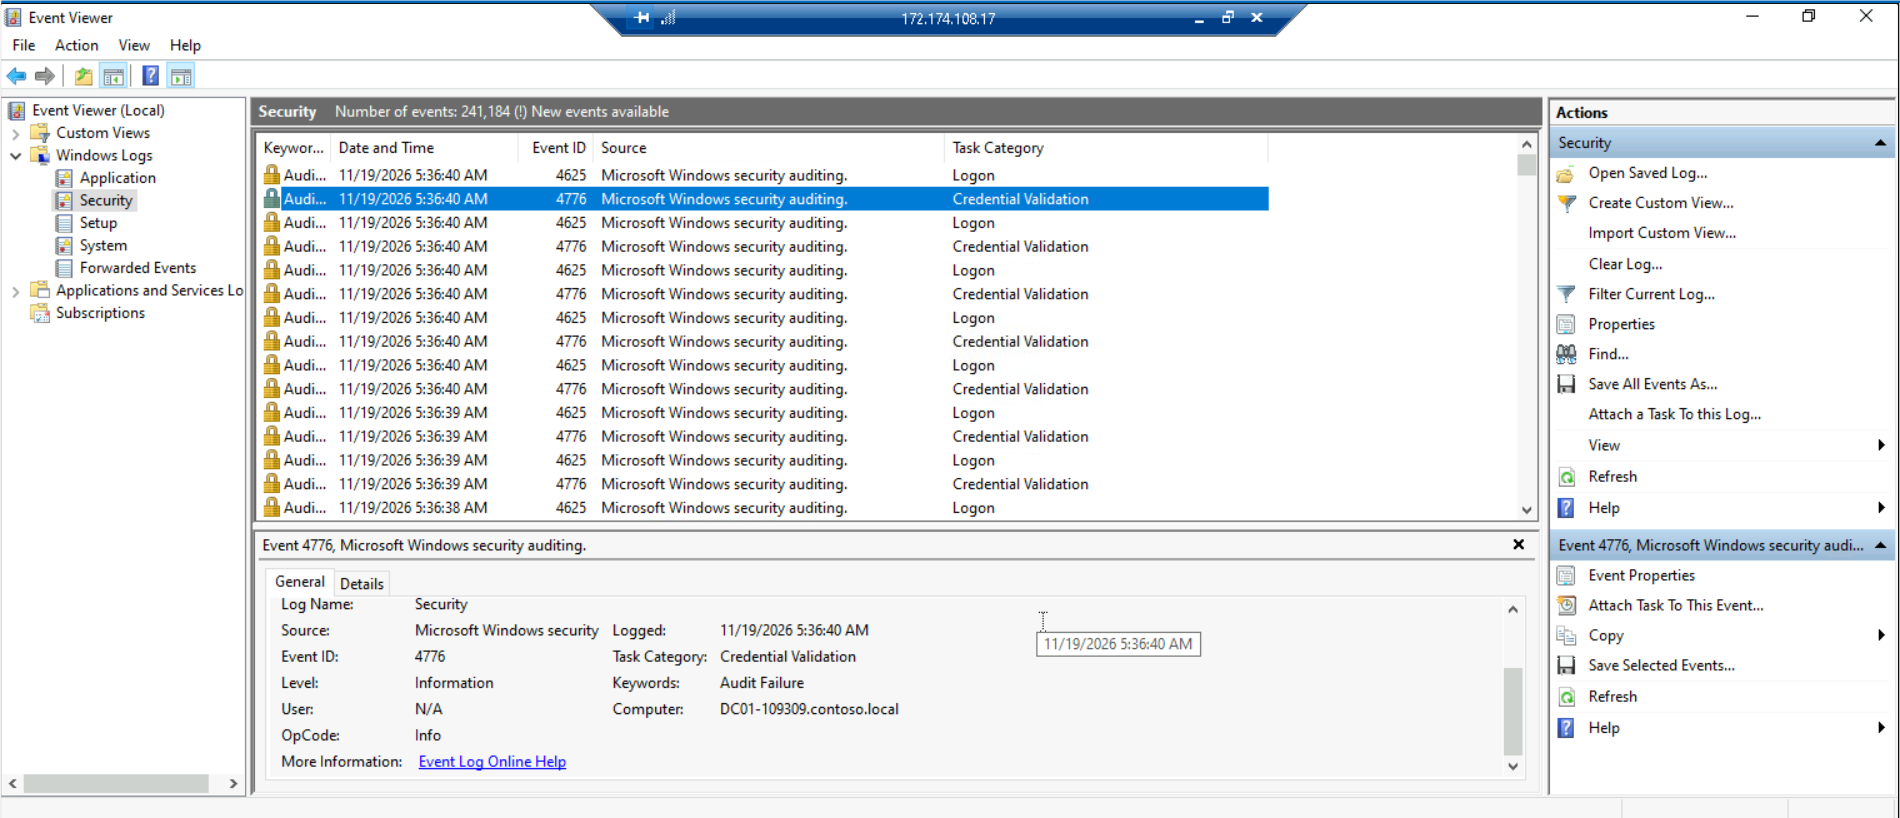 Event Viewer
172.174.108.17
File Action View Help
Event Viewer (Local)
Custom Views
Windows Logs
Application
Security
Setup
System
Forwarded Events
Applications and Services Lo
Subscriptions
Security Number of events: 241,184 (!) New events available
Keywor... Date and Time Event ID Source Task Category
Audi... 11/19/2026 5:36:40 AM 4625 Microsoft Windows security auditing. Logon
Audi... 11/19/2026 5:36:40 AM 4776 Microsoft Windows security auditing. Credential Validation
Audi... 11/19/2026 5:36:40 AM 4625 Microsoft Windows security auditing. Logon
Audi... 11/19/2026 5:36:40 AM 4776 Microsoft Windows security auditing. Credential Validation
Audi... 11/19/2026 5:36:40 AM 4625 Microsoft Windows security auditing. Logon
Audi... 11/19/2026 5:36:40 AM 4776 Microsoft Windows security auditing. Credential Validation
Audi... 11/19/2026 5:36:40 AM 4625 Microsoft Windows security auditing. Logon
Audi... 11/19/2026 5:36:40 AM 4776 Microsoft Windows security auditing. Credential Validation
Audi... 11/19/2026 5:36:40 AM 4625 Microsoft Windows security auditing. Logon
Audi... 11/19/2026 5:36:40 AM 4776 Microsoft Windows security auditing. Credential Validation
Audi... 11/19/2026 5:36:39 AM 4625 Microsoft Windows security auditing. Logon
Audi... 11/19/2026 5:36:39 AM 4776 Microsoft Windows security auditing. Credential Validation
Audi... 11/19/2026 5:36:39 AM 4625 Microsoft Windows security auditing. Logon
Audi... 11/19/2026 5:36:39 AM 4776 Microsoft Windows security auditing. Credential Validation
Audi... 11/19/2026 5:36:38 AM 4625 Microsoft Windows security auditing. Logon
Event 4776, Microsoft Windows security auditing.
General Details
Log Name: Security
Source: Microsoft Windows security Logged: 11/19/2026 5:36:40 AM
11/19/2026 5:36:40 AM
Event ID: 4776 Task Category: Credential Validation
Level: Information Keywords: Audit Failure
User: N/A Computer: DC01-109309.contoso.local
OpCode: Info
More Information: Event Log Online Help
Actions
Security
Open Saved Log...
Create Custom View...
Import Custom View...
Clear Log...
Filter Current Log...
Properties
Find...
Save All Events As...
Attach a Task To this Log...
View
Refresh
Help
Event 4776, Microsoft Windows security audi...
Event Properties
Attach Task To This Event...
Copy
Save Selected Events...
Refresh
Help